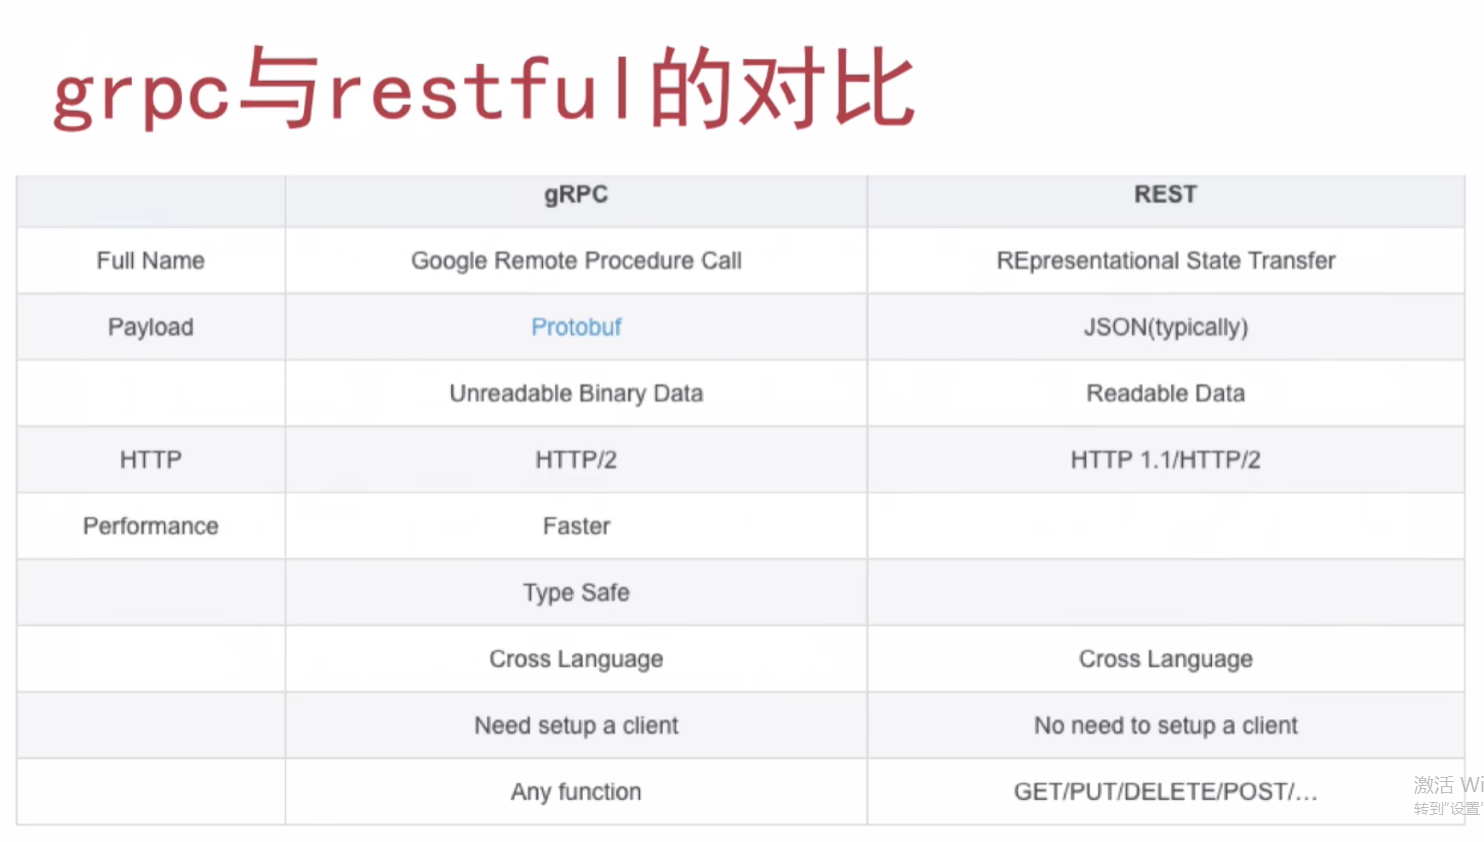 grpc与restful的对比
gRPC REST
Full Name Google Remote Procedure Call REpresentational State Transfer
Payload Protobuf JSON(typically)
Unreadable Binary Data Readable Data
HTTP HTTP/2 HTTP 1.1/HTTP/2
Performance Faster
Type Safe
Cross Language Cross Language
Need setup a client No need to setup a client
Any function GET/PUT/DELETE/POST/...
激活 Wi
转到"设置"